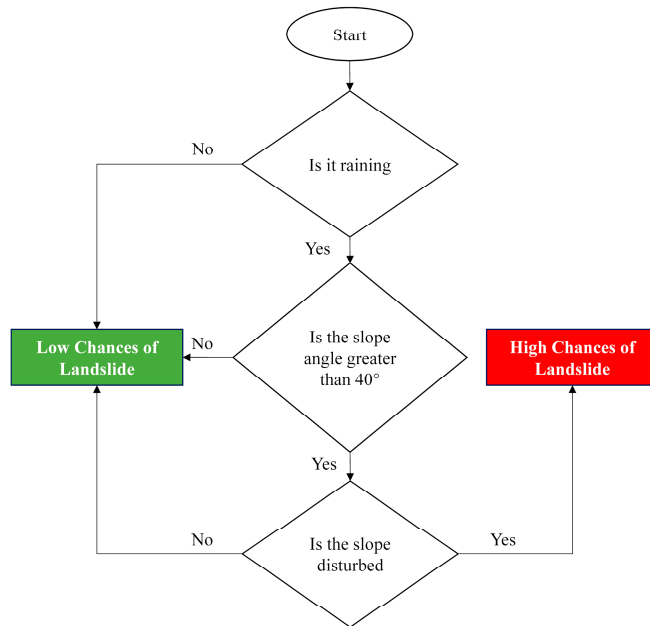 Start
Is it raining
No
Yes
Is the slope
angle greater
than 40°
No
Low Chances of
Landslide
High Chances of
Landslide
Yes
Is the slope
disturbed
No
Yes